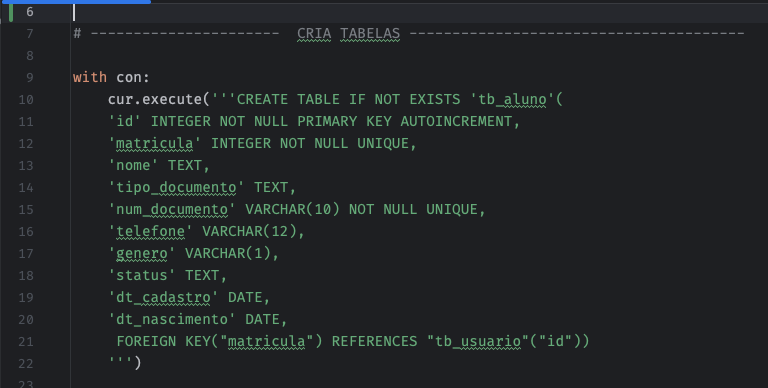 6
7 # ---------------------- CRIA TABELAS ---------------------------------------
8
9 with con:
10 cur.execute('''CREATE TABLE IF NOT EXISTS 'tb_aluno'(
11 'id' INTEGER NOT NULL PRIMARY KEY AUTOINCREMENT,
12 'matricula' INTEGER NOT NULL UNIQUE,
13 'nome' TEXT,
14 'tipo_documento' TEXT,
15 'num_documento' VARCHAR(10) NOT NULL UNIQUE,
16 'telefone' VARCHAR(12),
17 'genero' VARCHAR(1),
18 'status' TEXT,
19 'dt_cadastro' DATE,
20 'dt_nascimento' DATE,
21 FOREIGN KEY("matricula") REFERENCES "tb_usuario"("id"))
22 ''')
23